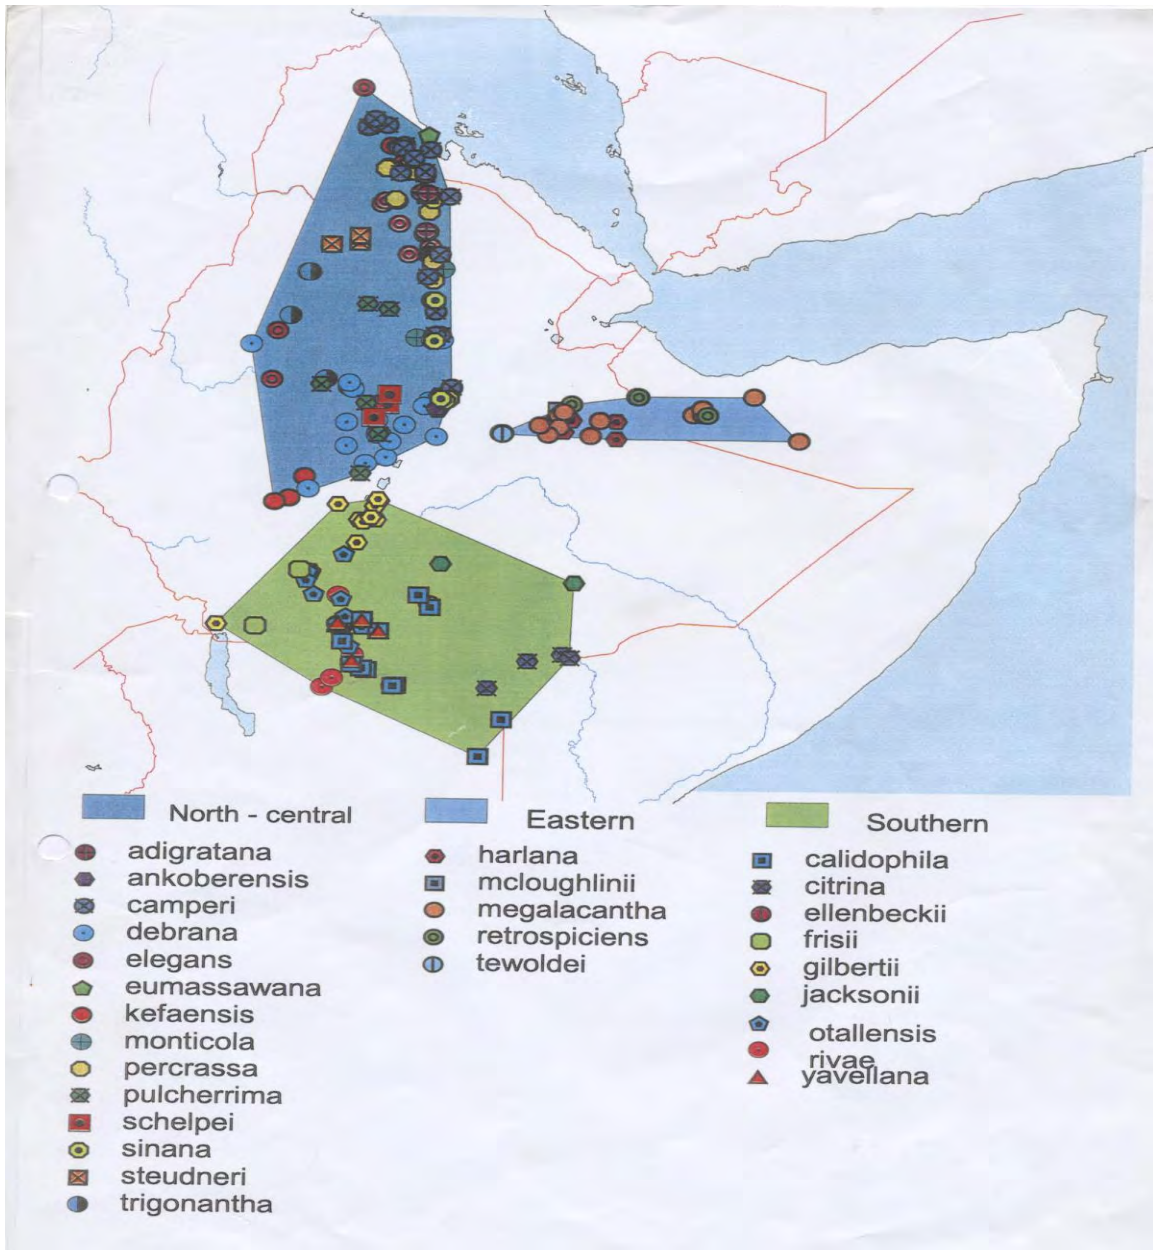 North - central
adigratana
ankoberensis
camperi
debrana
elegans
eumassawana
kefaensis
monticola
percrassa
pulcherrima
schelpei
sinana
steudneri
trigonantha
Eastern
harlana
mcloughlinii
megalacantha
retrospiciens
tewoldei
Southern
calidophila
citrina
ellenbeckii
frisii
gilbertii
jacksonii
otallensis
rivae
yavellana